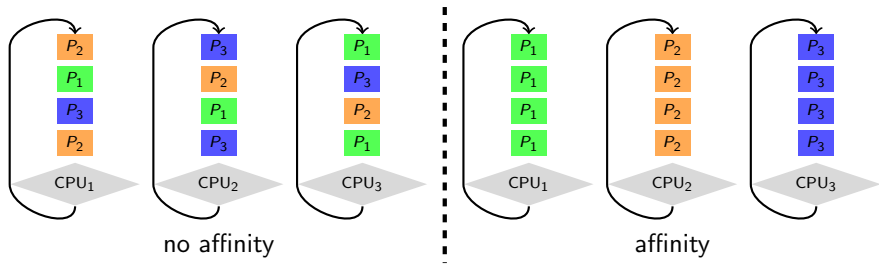 P₂ P₃ P₁ P₁ P₂ P₃
P₁ P₂ P₃ P₁ P₂ P₃
P₃ P₁ P₂ P₁ P₂ P₃
P₂ P₃ P₁ P₁ P₂ P₃
CPU₁ CPU₂ CPU₃ CPU₁ CPU₂ CPU₃
no affinity affinity